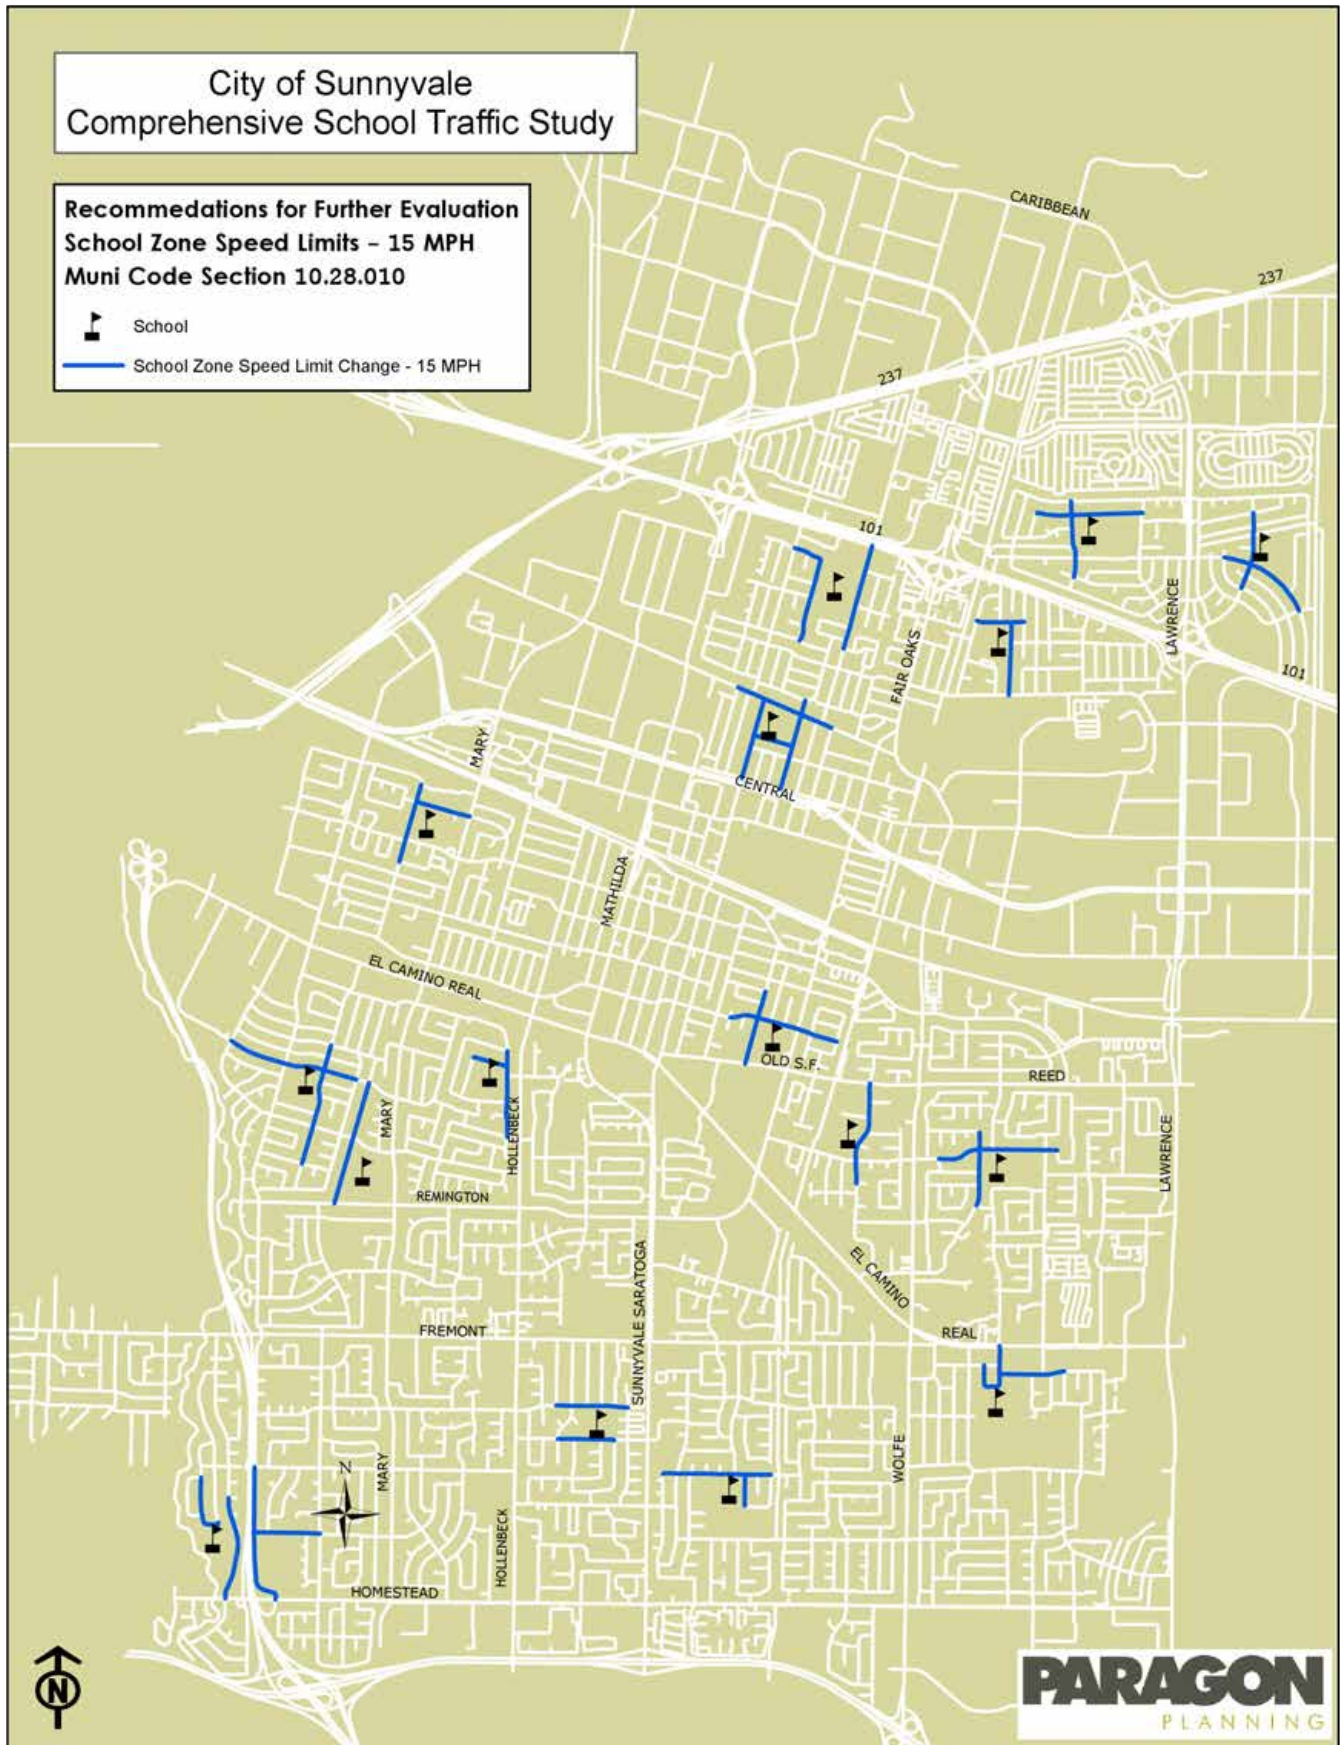 City of Sunnyvale
Comprehensive School Traffic Study
Recommedations for Further Evaluation
School Zone Speed Limits – 15 MPH
Muni Code Section 10.28.010
School
School Zone Speed Limit Change - 15 MPH
CARIBBEAN
237
237
101
LAWRENCE
FAIR OAKS
101
MARY
CENTRAL
MATHILDA
EL CAMINO REAL
OLD S.F.
REED
MARY
HOLLENBECK
LAWRENCE
REMINGTON
SUNNYVALE SARATOGA
EL CAMINO
REAL
FREMONT
WOLFE
MARY
N
HOLLENBECK
HOMESTEAD
N
PARAGON
PLANNING